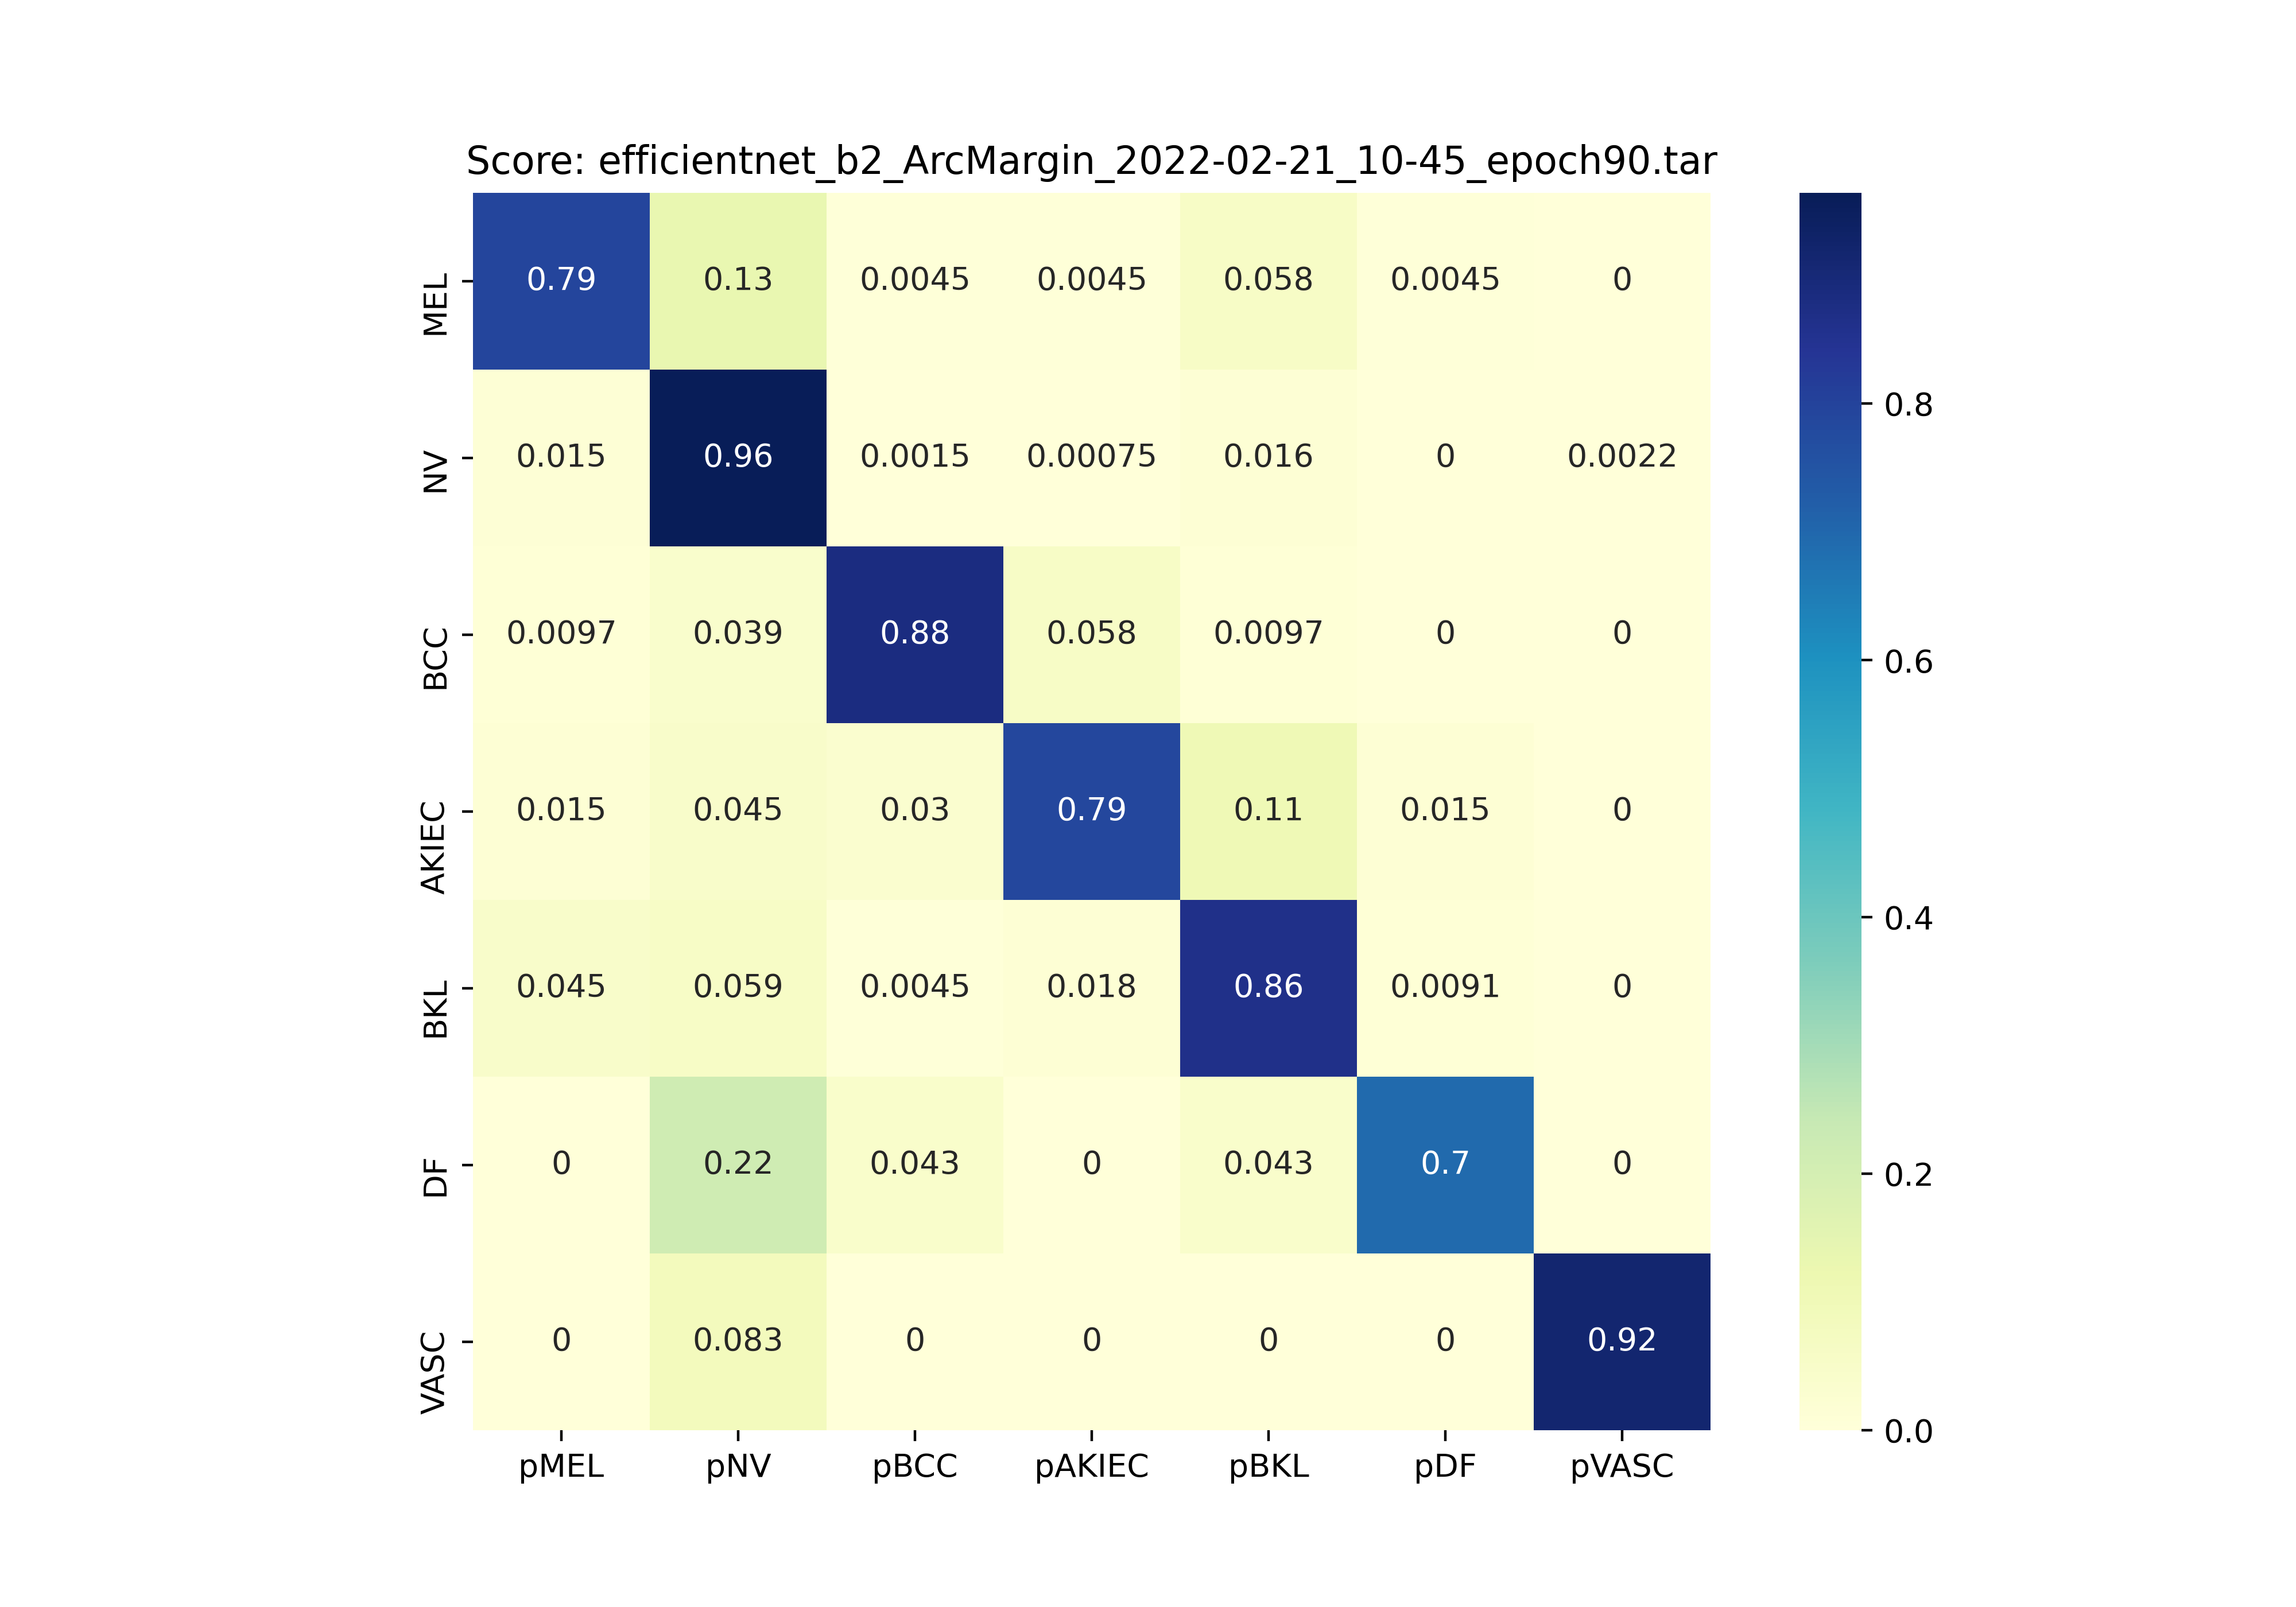 Score: efficientnet_b2_ArcMargin_2022-02-21_10-45_epoch90.tar
MEL 0.79 0.13 0.0045 0.0045 0.058 0.0045 0
NV 0.015 0.96 0.0015 0.00075 0.016 0 0.0022
BCC 0.0097 0.039 0.88 0.058 0.0097 0 0
AKIEC 0.015 0.045 0.03 0.79 0.11 0.015 0
BKL 0.045 0.059 0.0045 0.018 0.86 0.0091 0
DF 0 0.22 0.043 0 0.043 0.7 0
VASC 0 0.083 0 0 0 0 0.92
pMEL pNV pBCC pAKIEC pBKL pDF pVASC
0.8
0.6
0.4
0.2
0.0